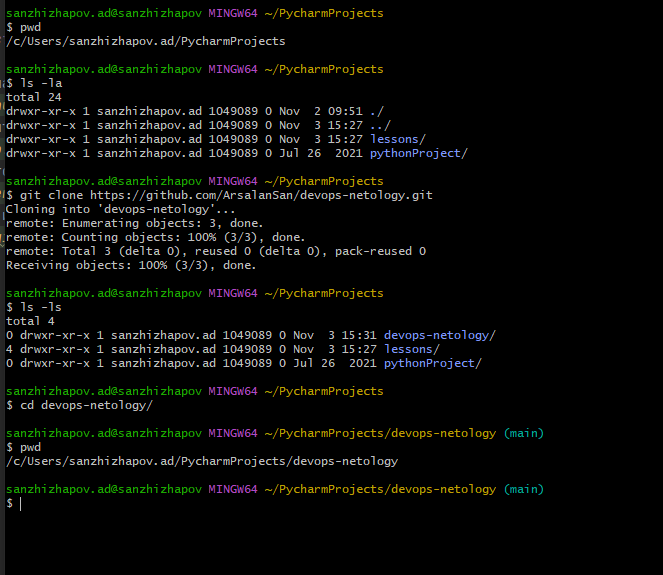 sanzhizhapov.ad@sanzhizhapov MINGW64 ~/PycharmProjects
$ pwd
/c/Users/sanzhizhapov.ad/PycharmProjects
sanzhizhapov.ad@sanzhizhapov MINGW64 ~/PycharmProjects
$ ls -la
total 24
drwxr-xr-x 1 sanzhizhapov.ad 1049089 0 Nov  2 09:51 ./
drwxr-xr-x 1 sanzhizhapov.ad 1049089 0 Nov  3 15:27 ../
drwxr-xr-x 1 sanzhizhapov.ad 1049089 0 Nov  3 15:27 lessons/
drwxr-xr-x 1 sanzhizhapov.ad 1049089 0 Jul 26  2021 pythonProject/
sanzhizhapov.ad@sanzhizhapov MINGW64 ~/PycharmProjects
$ git clone https://github.com/ArsalanSan/devops-netology.git
Cloning into 'devops-netology'...
remote: Enumerating objects: 3, done.
remote: Counting objects: 100% (3/3), done.
remote: Total 3 (delta 0), reused 0 (delta 0), pack-reused 0
Receiving objects: 100% (3/3), done.
sanzhizhapov.ad@sanzhizhapov MINGW64 ~/PycharmProjects
$ ls -ls
total 4
0 drwxr-xr-x 1 sanzhizhapov.ad 1049089 0 Nov  3 15:31 devops-netology/
4 drwxr-xr-x 1 sanzhizhapov.ad 1049089 0 Nov  3 15:27 lessons/
0 drwxr-xr-x 1 sanzhizhapov.ad 1049089 0 Jul 26  2021 pythonProject/
sanzhizhapov.ad@sanzhizhapov MINGW64 ~/PycharmProjects
$ cd devops-netology/
sanzhizhapov.ad@sanzhizhapov MINGW64 ~/PycharmProjects/devops-netology (main)
$ pwd
/c/Users/sanzhizhapov.ad/PycharmProjects/devops-netology
sanzhizhapov.ad@sanzhizhapov MINGW64 ~/PycharmProjects/devops-netology (main)
$